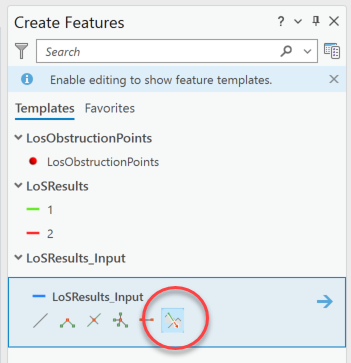 Create Features
?
Search
Enable editing to show feature templates.
Templates Favorites
LosObstructionPoints
LosObstructionPoints
LoSResults
1
2
LoSResults_Input
LoSResults_Input